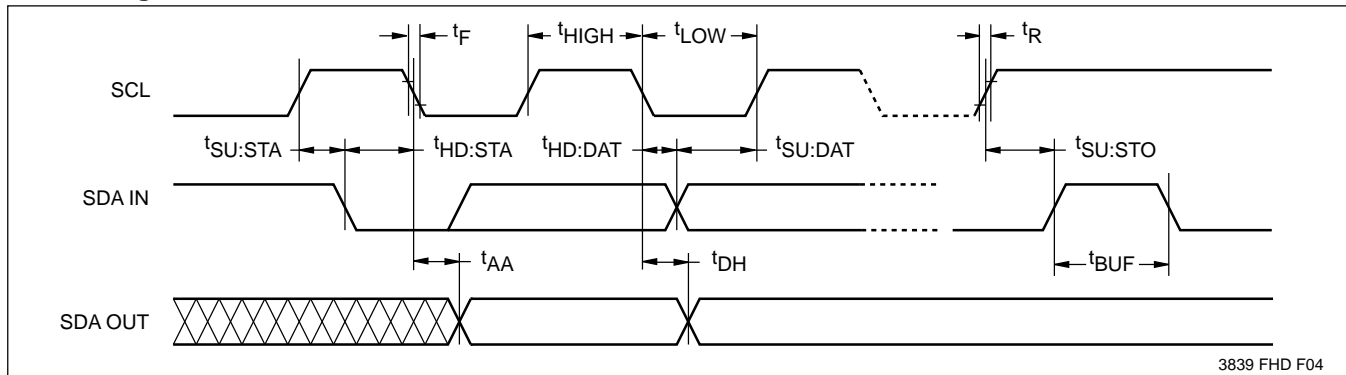 tF tHIGH tLOW tR
SCL
tSU:STA tHD:STA tHD:DAT tSU:DAT tSU:STO
SDA IN
tAA tDH tBUF
SDA OUT
3839 FHD F04